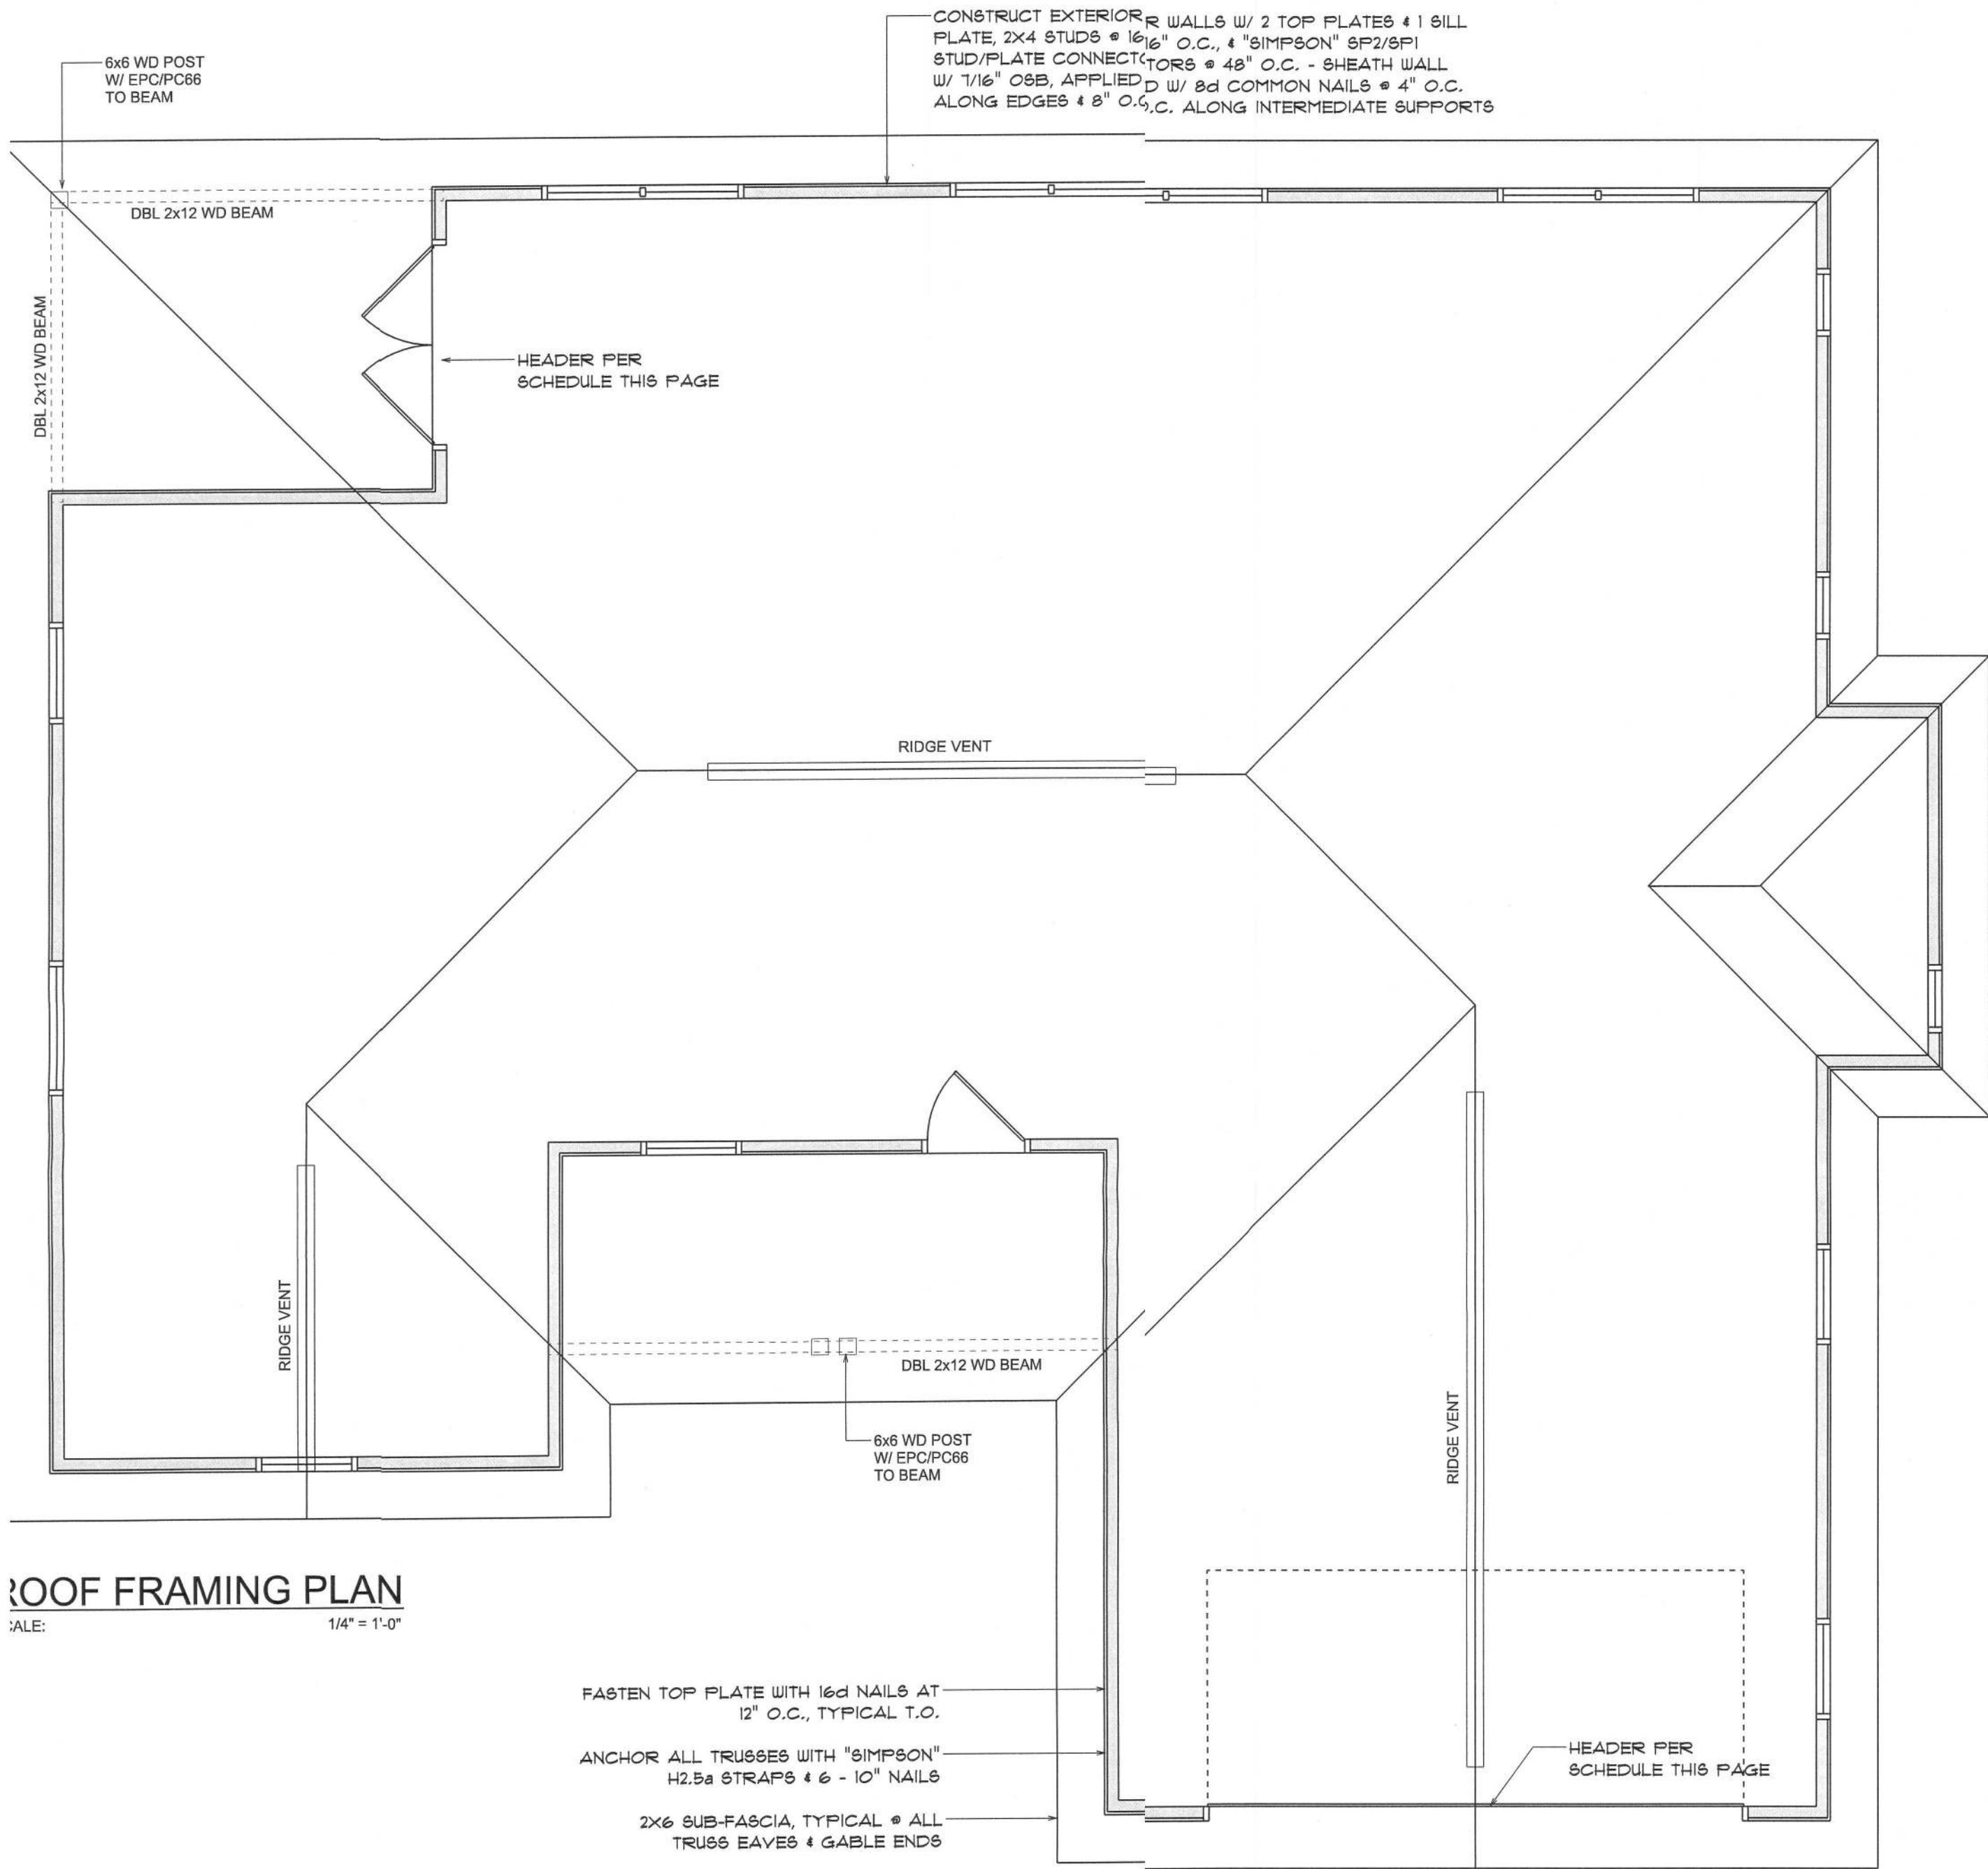 CONSTRUCT EXTERIOR R WALLS W/ 2 TOP PLATES & 1 SILL
PLATE, 2X4 STUDS @ 16 16" O.C., & "SIMPSON" SP2/SP1
STUD/PLATE CONNECT TORS @ 48" O.C. - SHEATH WALL
W/ 7/16" OSB, APPLIED D W/ 8d COMMON NAILS @ 4" O.C.
ALONG EDGES & 8" O.C .C. ALONG INTERMEDIATE SUPPORTS
6x6 WD POST
W/ EPC/PC66
TO BEAM
DBL 2x12 WD BEAM
DBL 2x12 WD BEAM
HEADER PER
SCHEDULE THIS PAGE
RIDGE VENT
RIDGE VENT
DBL 2x12 WD BEAM
6x6 WD POST
W/ EPC/PC66
TO BEAM
RIDGE VENT
ROOF FRAMING PLAN
CALE:
1/4" = 1'-0"
FASTEN TOP PLATE WITH 16d NAILS AT
12" O.C., TYPICAL T.O.
ANCHOR ALL TRUSSES WITH "SIMPSON"
H2.5a STRAPS & 6 - 10" NAILS
2X6 SUB-FASCIA, TYPICAL @ ALL
TRUSS EAVES & GABLE ENDS
HEADER PER
SCHEDULE THIS PAGE